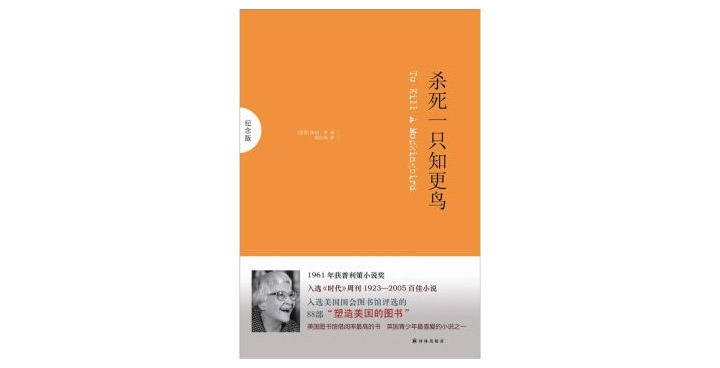 杀死一只知更鸟
To Kill a Mockingbird
纪念版
1961年获普利策小说奖
入选《时代》周刊1923—2005百佳小说
入选美国国会图书馆评选的
88部“塑造美国的图书”
美国图书馆借阅率最高的书 英国青少年最喜爱的小说之一
译林出版社